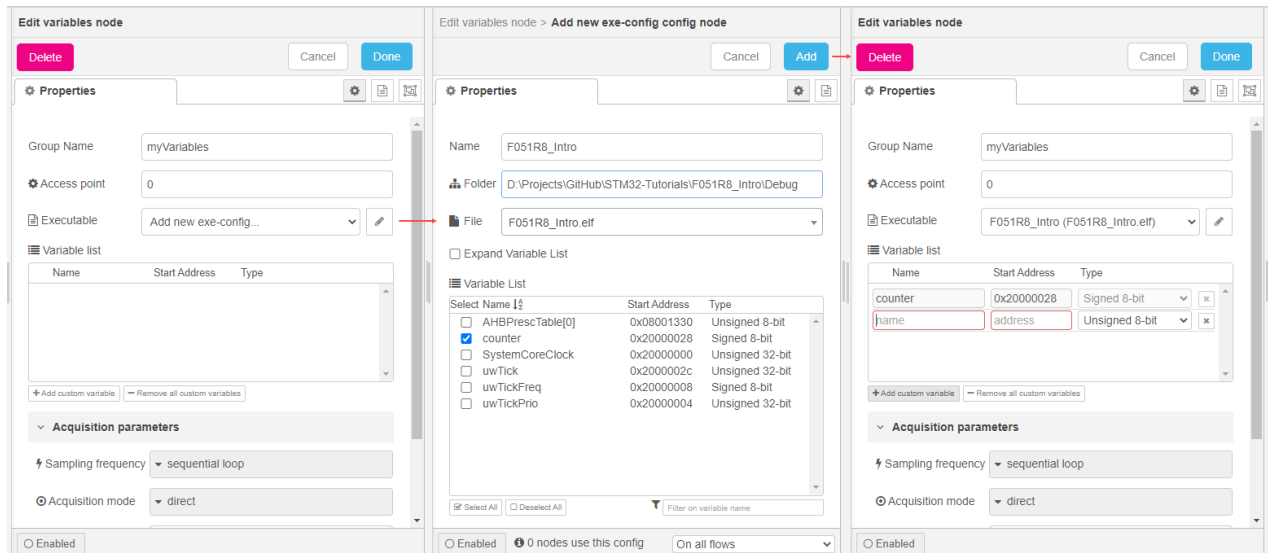 Edit variables node
Delete
Cancel
Done
Properties
Group Name
myVariables
Access point
0
Executable
Add new exe-config...
Variable list
Name Start Address Type
Add custom variable
Remove all custom variables
Acquisition parameters
Sampling frequency
sequential loop
Acquisition mode
direct
Enabled
Edit variables node > Add new exe-config config node
Cancel
Add
Properties
Name
F051R8_Intro
Folder
D:\Projects\GitHub\STM32-Tutorials\F051R8_Intro\Debug
File
F051R8_Intro.elf
Expand Variable List
Variable List
Select Name Start Address Type
AHBPrescTable[0] 0x08001330 Unsigned 8-bit
counter 0x20000028 Signed 8-bit
SystemCoreClock 0x20000000 Unsigned 32-bit
uwTick 0x2000002c Unsigned 32-bit
uwTickFreq 0x20000008 Signed 8-bit
uwTickPrio 0x20000004 Unsigned 32-bit
Select All
Deselect All
Filter on variable name
Enabled
0 nodes use this config
On all flows
Edit variables node
Delete
Cancel
Done
Properties
Group Name
myVariables
Access point
0
Executable
F051R8_Intro (F051R8_Intro.elf)
Variable list
Name Start Address Type
counter 0x20000028 Signed 8-bit
name address Unsigned 8-bit
Add custom variable
Remove all custom variables
Acquisition parameters
Sampling frequency
sequential loop
Acquisition mode
direct
Enabled